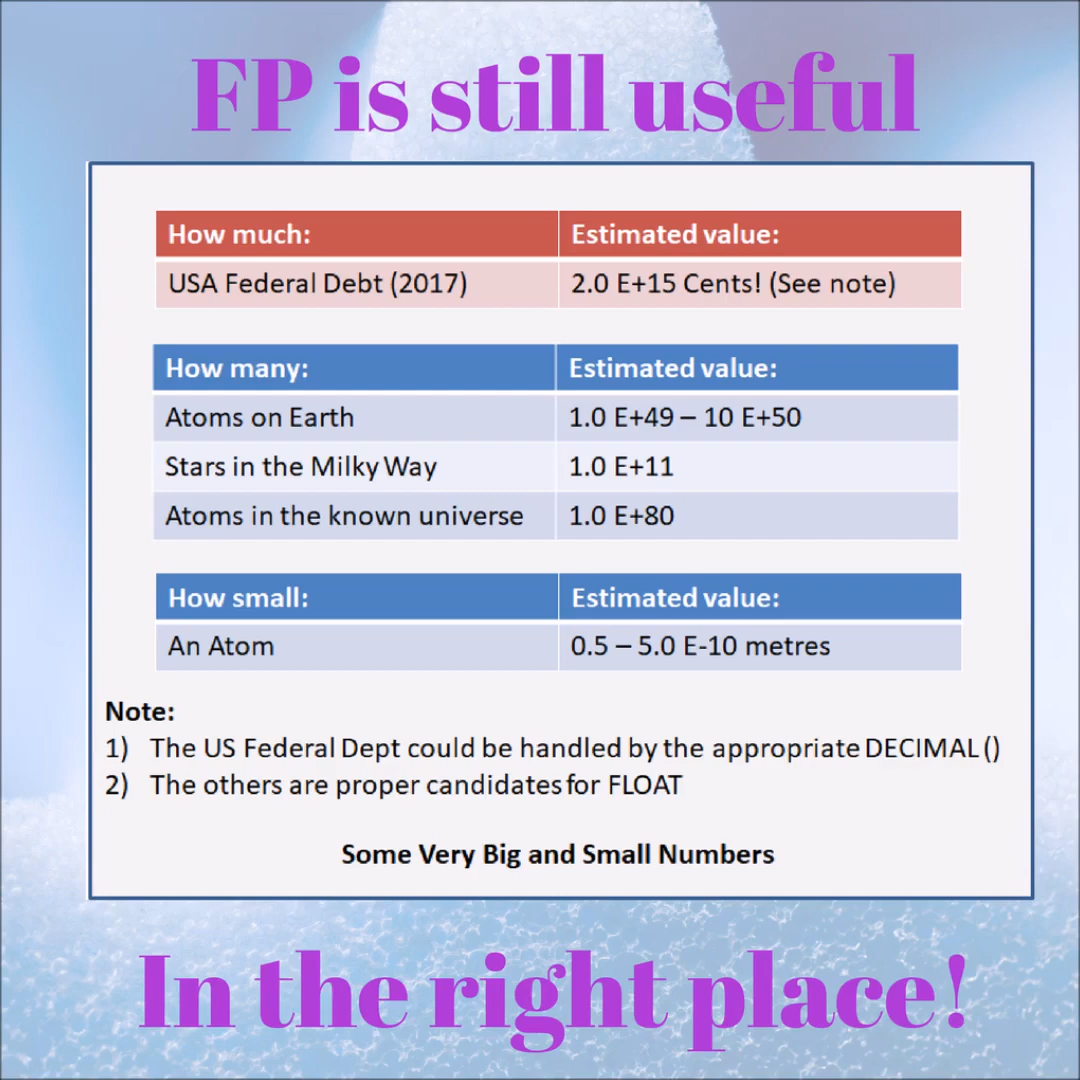 FP is still useful
How much: Estimated value:
USA Federal Debt (2017) 2.0 E+15 Cents! (See note)
How many: Estimated value:
Atoms on Earth 1.0 E+49 – 10 E+50
Stars in the Milky Way 1.0 E+11
Atoms in the known universe 1.0 E+80
How small: Estimated value:
An Atom 0.5 – 5.0 E-10 metres
Note:
1) The US Federal Dept could be handled by the appropriate DECIMAL()
2) The others are proper candidates for FLOAT
Some Very Big and Small Numbers
In the right place!